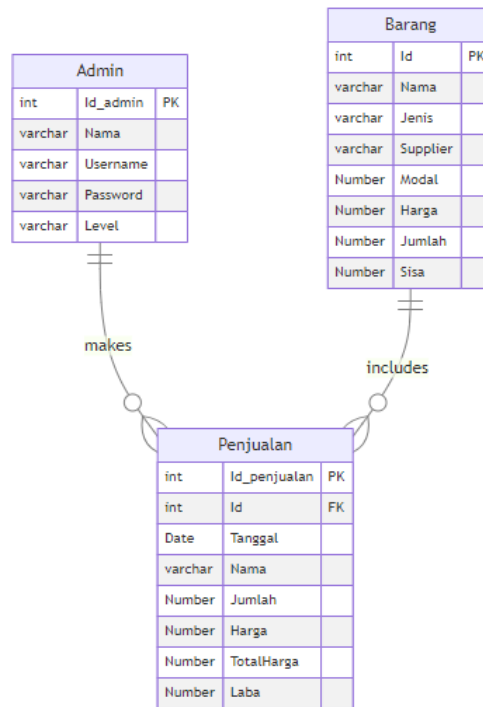 Admin
int Id_admin PK
varchar Nama
varchar Username
varchar Password
varchar Level
Barang
int Id PK
varchar Nama
varchar Jenis
varchar Supplier
Number Modal
Number Harga
Number Jumlah
Number Sisa
makes
includes
Penjualan
int Id_penjualan PK
int Id FK
Date Tanggal
varchar Nama
Number Jumlah
Number Harga
Number TotalHarga
Number Laba